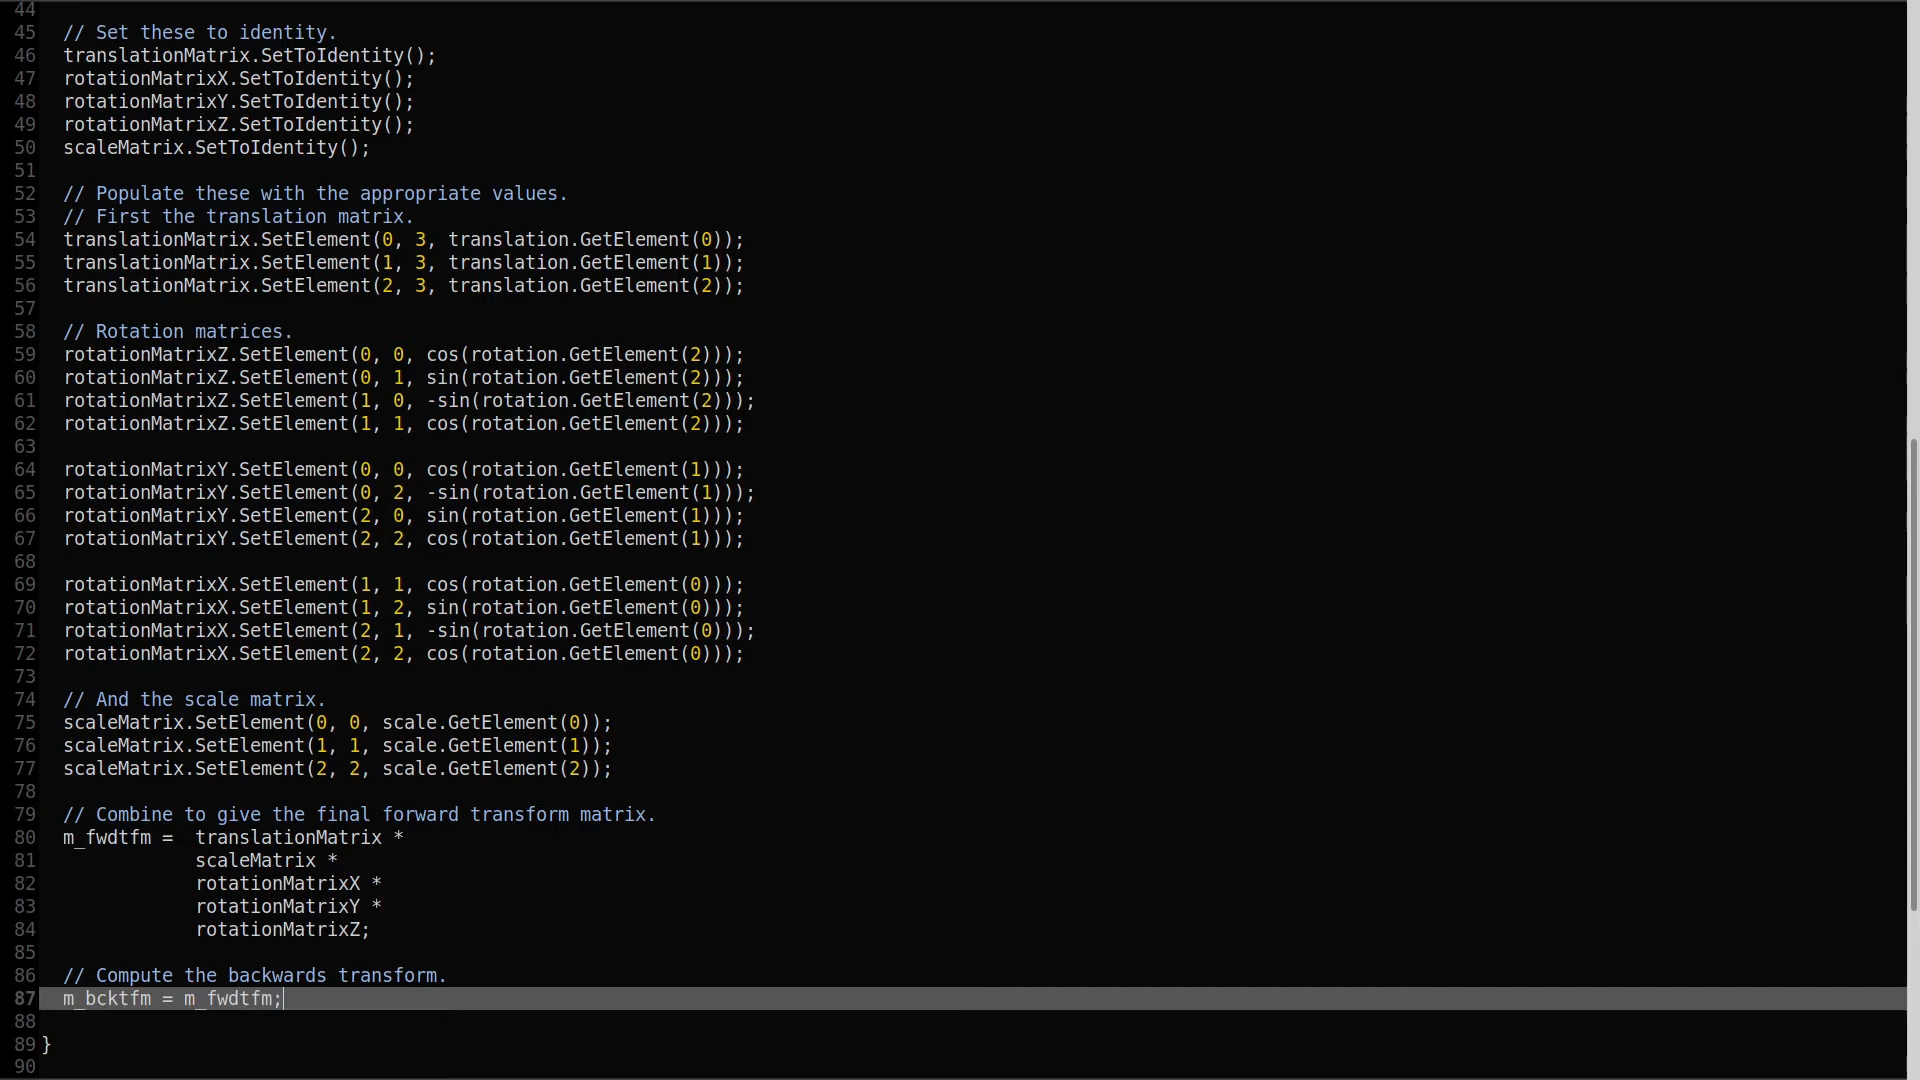 44
45 // Set these to identity.
46 translationMatrix.SetToIdentity();
47 rotationMatrixX.SetToIdentity();
48 rotationMatrixY.SetToIdentity();
49 rotationMatrixZ.SetToIdentity();
50 scaleMatrix.SetToIdentity();
51
52 // Populate these with the appropriate values.
53 // First the translation matrix.
54 translationMatrix.SetElement(0, 3, translation.GetElement(0));
55 translationMatrix.SetElement(1, 3, translation.GetElement(1));
56 translationMatrix.SetElement(2, 3, translation.GetElement(2));
57
58 // Rotation matrices.
59 rotationMatrixZ.SetElement(0, 0, cos(rotation.GetElement(2)));
60 rotationMatrixZ.SetElement(0, 1, sin(rotation.GetElement(2)));
61 rotationMatrixZ.SetElement(1, 0, -sin(rotation.GetElement(2)));
62 rotationMatrixZ.SetElement(1, 1, cos(rotation.GetElement(2)));
63
64 rotationMatrixY.SetElement(0, 0, cos(rotation.GetElement(1)));
65 rotationMatrixY.SetElement(0, 2, -sin(rotation.GetElement(1)));
66 rotationMatrixY.SetElement(2, 0, sin(rotation.GetElement(1)));
67 rotationMatrixY.SetElement(2, 2, cos(rotation.GetElement(1)));
68
69 rotationMatrixX.SetElement(1, 1, cos(rotation.GetElement(0)));
70 rotationMatrixX.SetElement(1, 2, sin(rotation.GetElement(0)));
71 rotationMatrixX.SetElement(2, 1, -sin(rotation.GetElement(0)));
72 rotationMatrixX.SetElement(2, 2, cos(rotation.GetElement(0)));
73
74 // And the scale matrix.
75 scaleMatrix.SetElement(0, 0, scale.GetElement(0));
76 scaleMatrix.SetElement(1, 1, scale.GetElement(1));
77 scaleMatrix.SetElement(2, 2, scale.GetElement(2));
78
79 // Combine to give the final forward transform matrix.
80 m_fwdtfm =  translationMatrix *
81 scaleMatrix *
82 rotationMatrixX *
83 rotationMatrixY *
84 rotationMatrixZ;
85
86 // Compute the backwards transform.
87 m_bcktfm = m_fwdtfm;
88
89 }
90